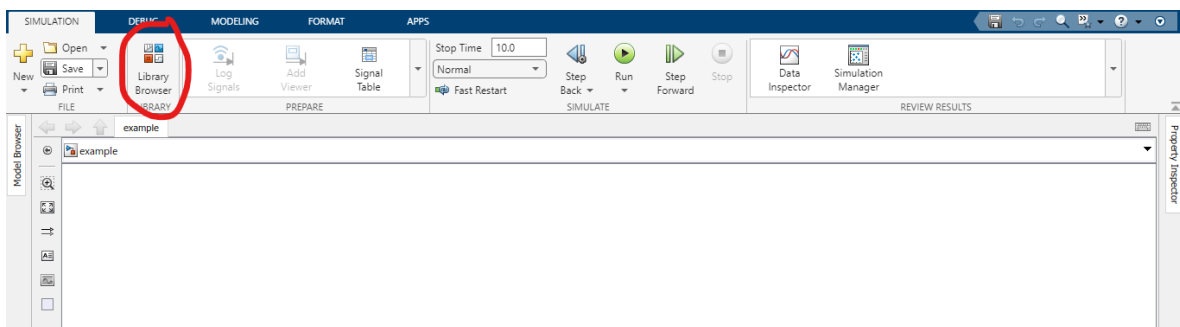 SIMULATION DEBUG MODELING FORMAT APPS
New
Open
Save
Print
FILE
Library
Browser
LIBRARY
Log
Signals
Add
Viewer
Signal
Table
PREPARE
Stop Time 10.0
Normal
Fast Restart
Step
Back
Run
Step
Forward
Stop
SIMULATE
Data
Inspector
Simulation
Manager
REVIEW RESULTS
Model Browser
example
example
Property Inspector